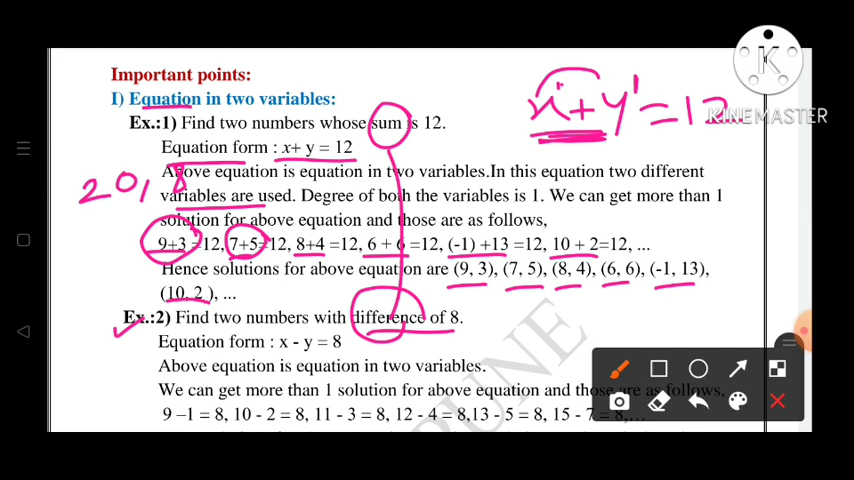 Important points:
I) Equation in two variables:
x + y = 12
K
KINEMASTER
Ex.:1) Find two numbers whose sum is 12.
Equation form : x+ y = 12
Above equation is equation in two variables.In this equation two different
20, 8
variables are used. Degree of both the variables is 1. We can get more than 1
solution for above equation and those are as follows,
9+3 =12, 7+5=12, 8+4 =12, 6 + 6 =12, (-1) +13 =12, 10 + 2=12, ...
Hence solutions for above equation are (9, 3), (7, 5), (8, 4), (6, 6), (-1, 13),
(10, 2 ), ...
Ex.:2) Find two numbers with difference of 8.
Equation form : x - y = 8
Above equation is equation in two variables.
We can get more than 1 solution for above equation and those are as follows,
9 –1 = 8, 10 - 2 = 8, 11 - 3 = 8, 12 - 4 = 8,13 - 5 = 8, 15 - 7 = 8,...
PUNE